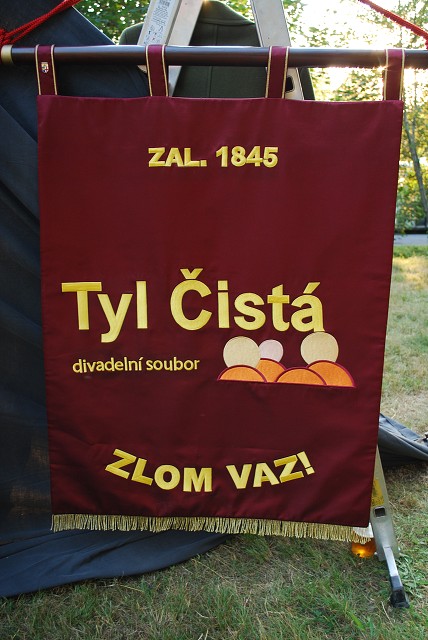 ZAL. 1845
Tyl Čistá
divadelní soubor
ZLOM VAZ!